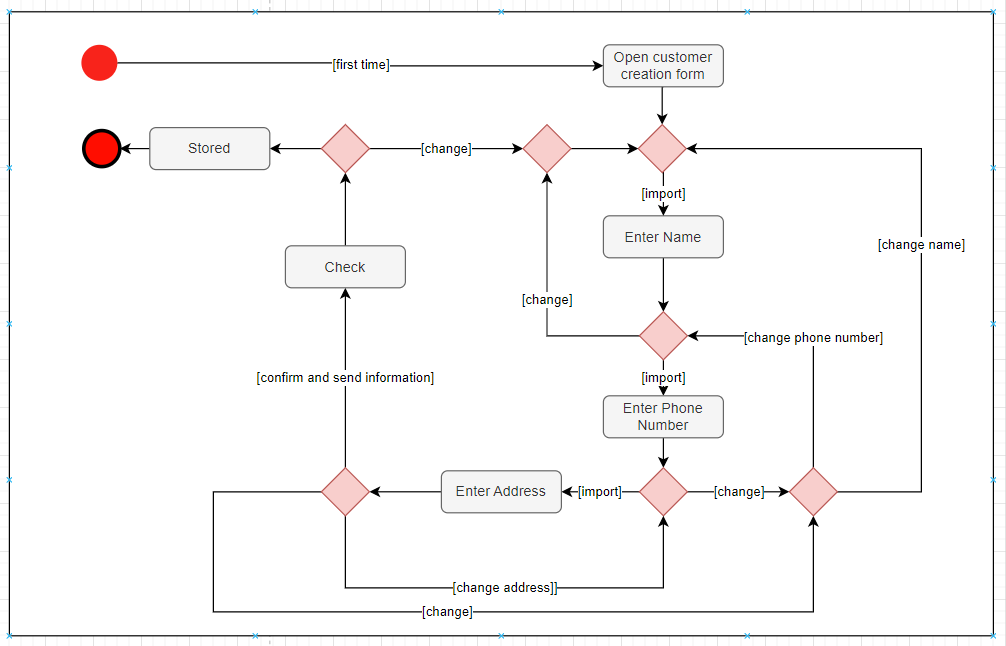 [first time]
Open customer
creation form
Stored
[change]
[import]
Enter Name
[change name]
Check
[change]
[change phone number]
[confirm and send information]
[import]
Enter Phone
Number
Enter Address
[import]
[change]
[change address]]
[change]